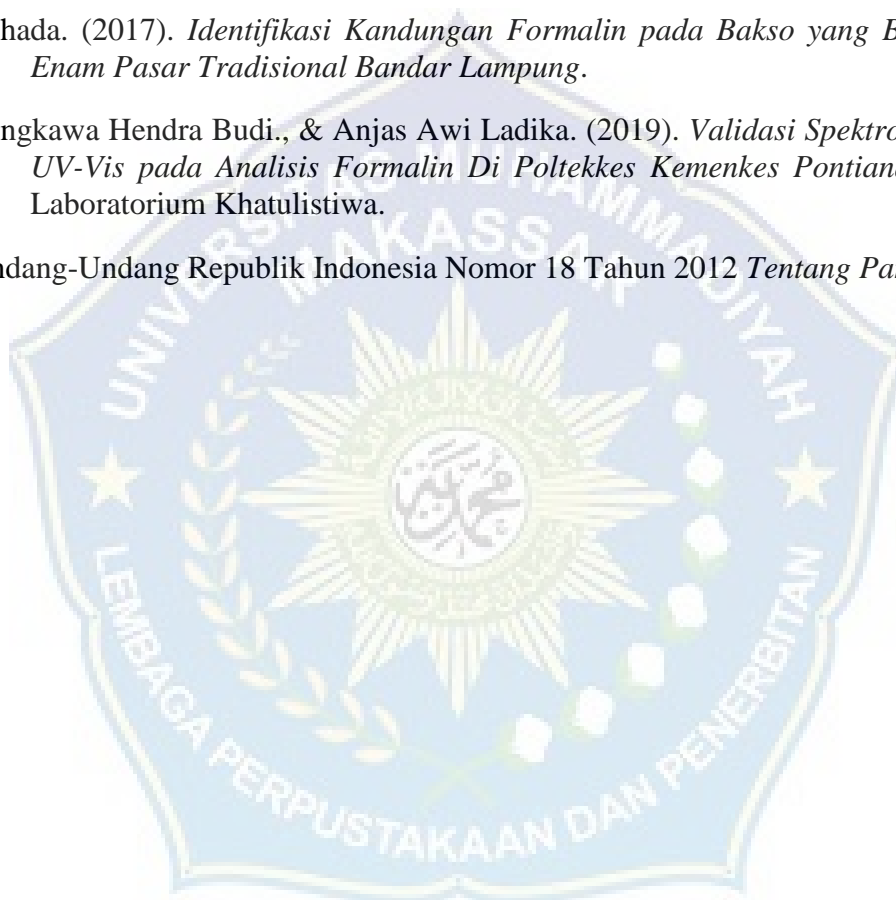 hada. (2017). Identifikasi Kandungan Formalin pada Bakso yang B
Enam Pasar Tradisional Bandar Lampung.
ngkawa Hendra Budi., & Anjas Awi Ladika. (2019). Validasi Spektro
UV-Vis pada Analisis Formalin Di Poltekkes Kemenkes Pontian
Laboratorium Khatulistiwa.
ndang-Undang Republik Indonesia Nomor 18 Tahun 2012 Tentang Pa
UNIVERSITAS MUHAMMADIYAH
MAKASSAR
محمد
LEMBAGA PERPUSTAKAAN DAN PENERBITAN